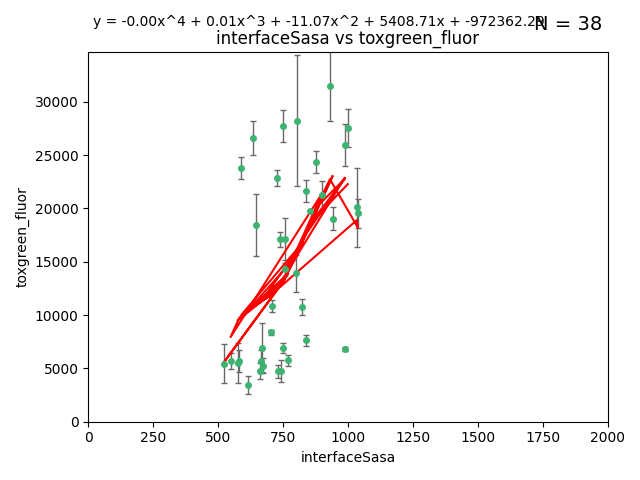 y = -0.00x^4 + 0.01x^3 + -11.07x^2 + 5408.71x + -972362.29
N = 38
interfaceSasa vs toxgreen_fluor
30000
25000
20000
15000
10000
5000
0
toxgreen_fluor
0 250 500 750 1000 1250 1500 1750 2000
interfaceSasa